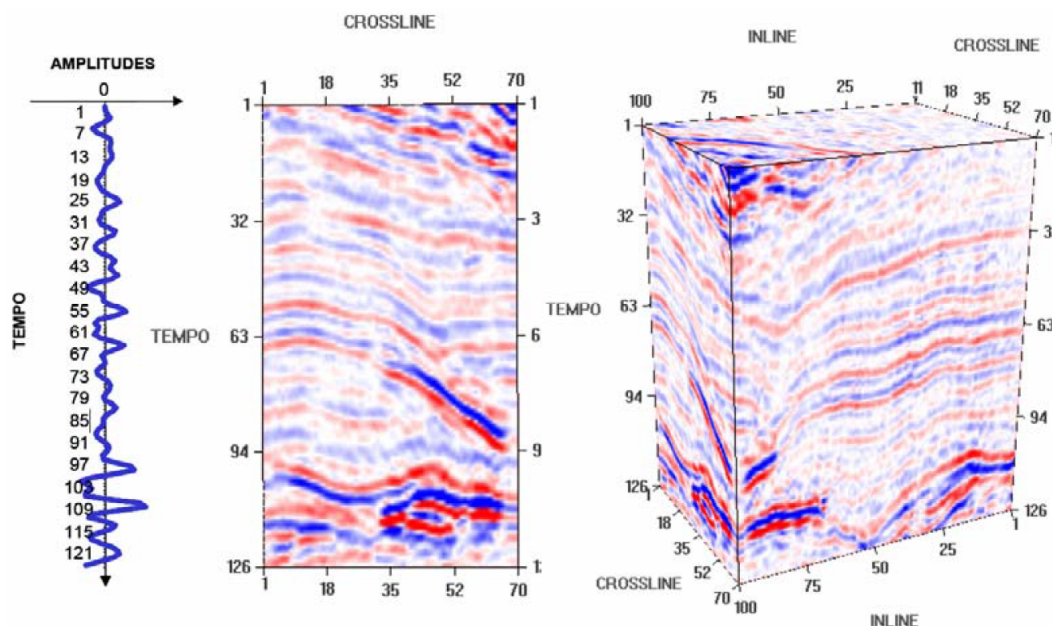 AMPLITUDES
0
1
7
13
19
25
31
37
43
49
55
61
67
73
79
85
91
97
103
109
115
121
TEMPO
CROSSLINE
1 18 35 52 70
1 1
32 3
TEMPO 63 6
94 9
126 1
1 18 35 52 70
INLINE
CROSSLINE
100 75 50 25 11 18 35 52 70
1
32
TEMPO 63
94
126
3
63
94
126
1 18 35 52 70
CROSSLINE
100 75 50 25 1
INLINE